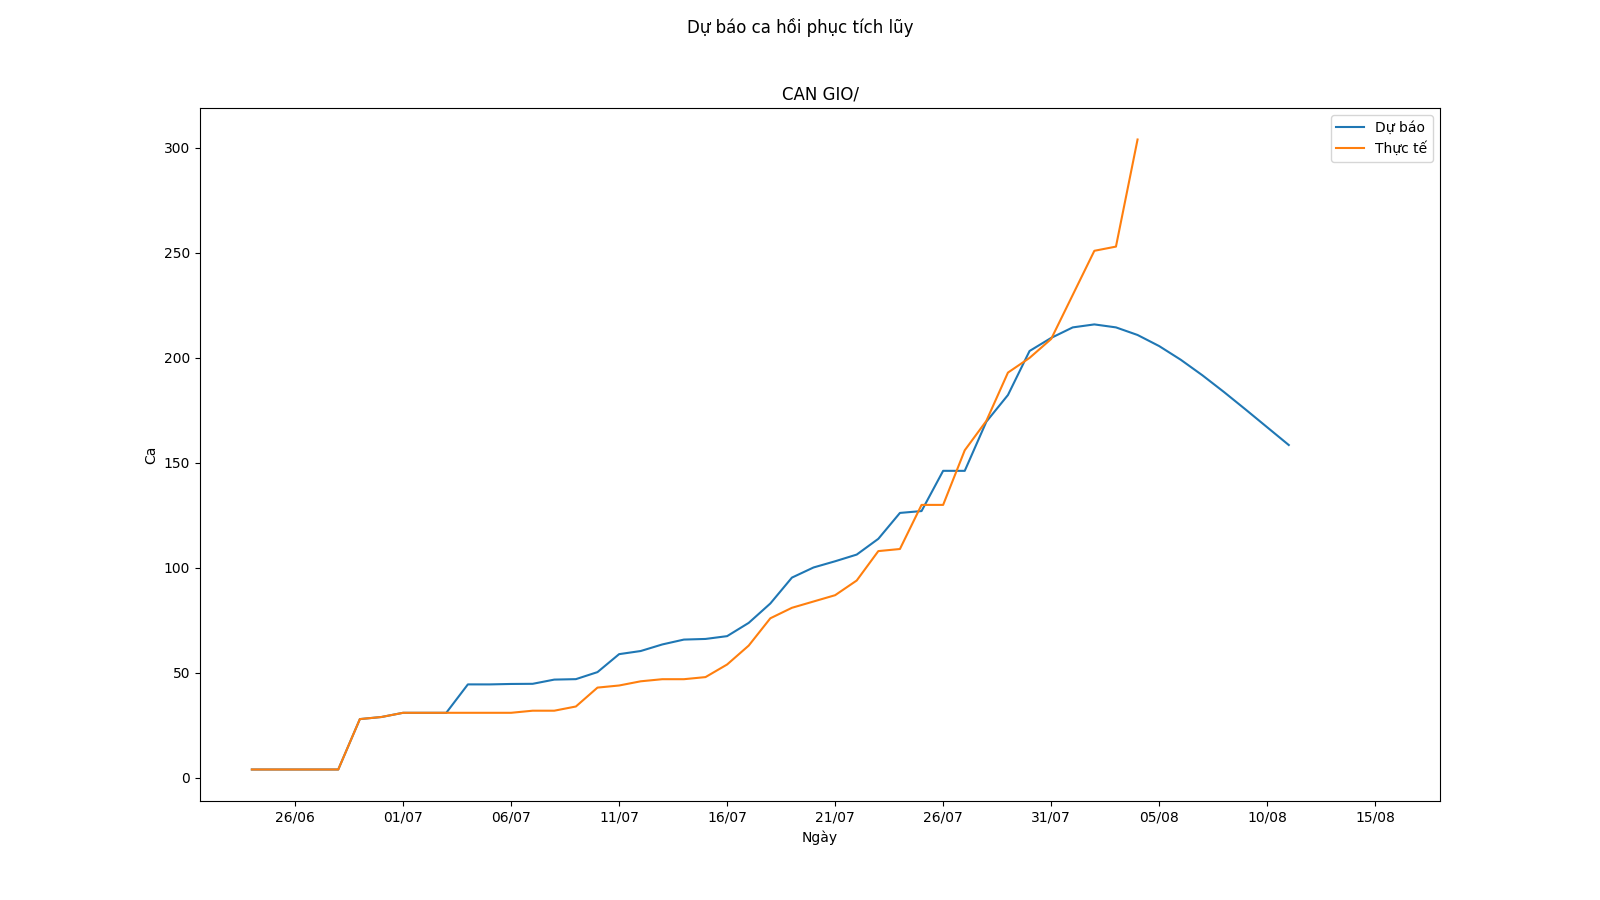 Dự báo ca hồi phục tích lũy
CAN GIO/
Dự báo
Thực tế
300
250
200
150
100
50
0
Ca
26/06 01/07 06/07 11/07 16/07 21/07 26/07 31/07 05/08 10/08 15/08
Ngày